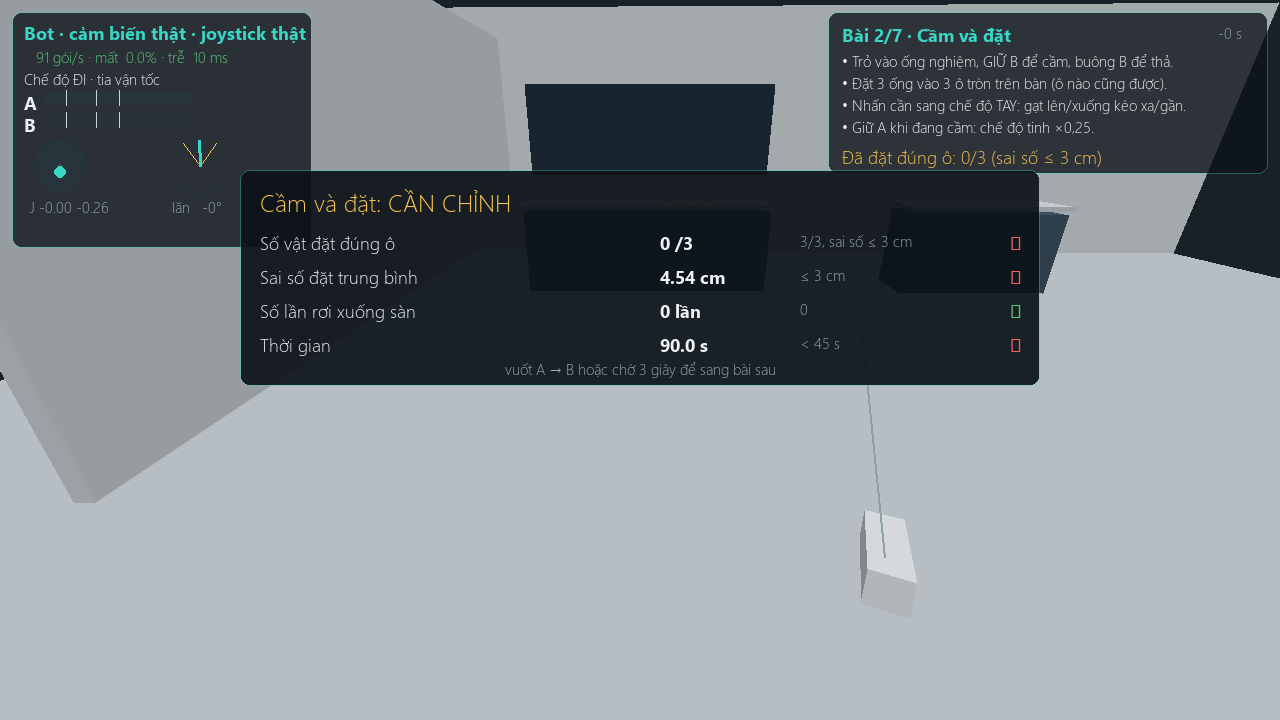 Bot · cảm biến thật · joystick thật
91 gói/s · mất 0.0% · trễ 10 ms
Chế độ ĐI · tia vận tốc
A
B
J -0.00 -0.26
lăn -0°
Bài 2/7 · Cầm và đặt
-0 s
• Trỏ vào ống nghiệm, GIỮ B để cầm, buông B để thả.
• Đặt 3 ống vào 3 ô tròn trên bàn (ô nào cũng được).
• Nhấn cần sang chế độ TAY: gạt lên/xuống kéo xa/gần.
• Giữ A khi đang cầm: chế độ tinh ×0,25.
Đã đặt đúng ô: 0/3 (sai số ≤ 3 cm)
Cầm và đặt: CẦN CHỈNH
Số vật đặt đúng ô 0 /3 3/3, sai số ≤ 3 cm
Sai số đặt trung bình 4.54 cm ≤ 3 cm
Số lần rơi xuống sàn 0 lần 0
Thời gian 90.0 s < 45 s
vuốt A → B hoặc chờ 3 giây để sang bài sau